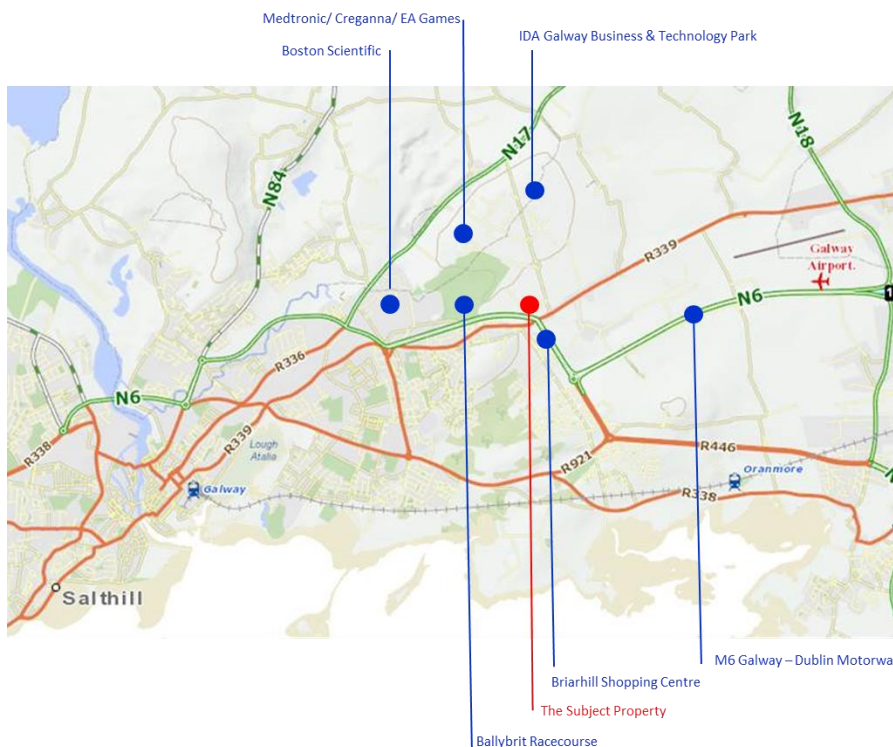 Medtronic/ Creganna/ EA Games
IDA Galway Business & Technology Park
Boston Scientific
N17
N18
N84
R339
Galway
Airport.
N6
R336
N6
R339
R338
Lough
Atalia
R446
R921
Oranmore
Galway
R338
Salthill
M6 Galway – Dublin Motorwa
Briarhill Shopping Centre
The Subject Property
Ballybrit Racecourse